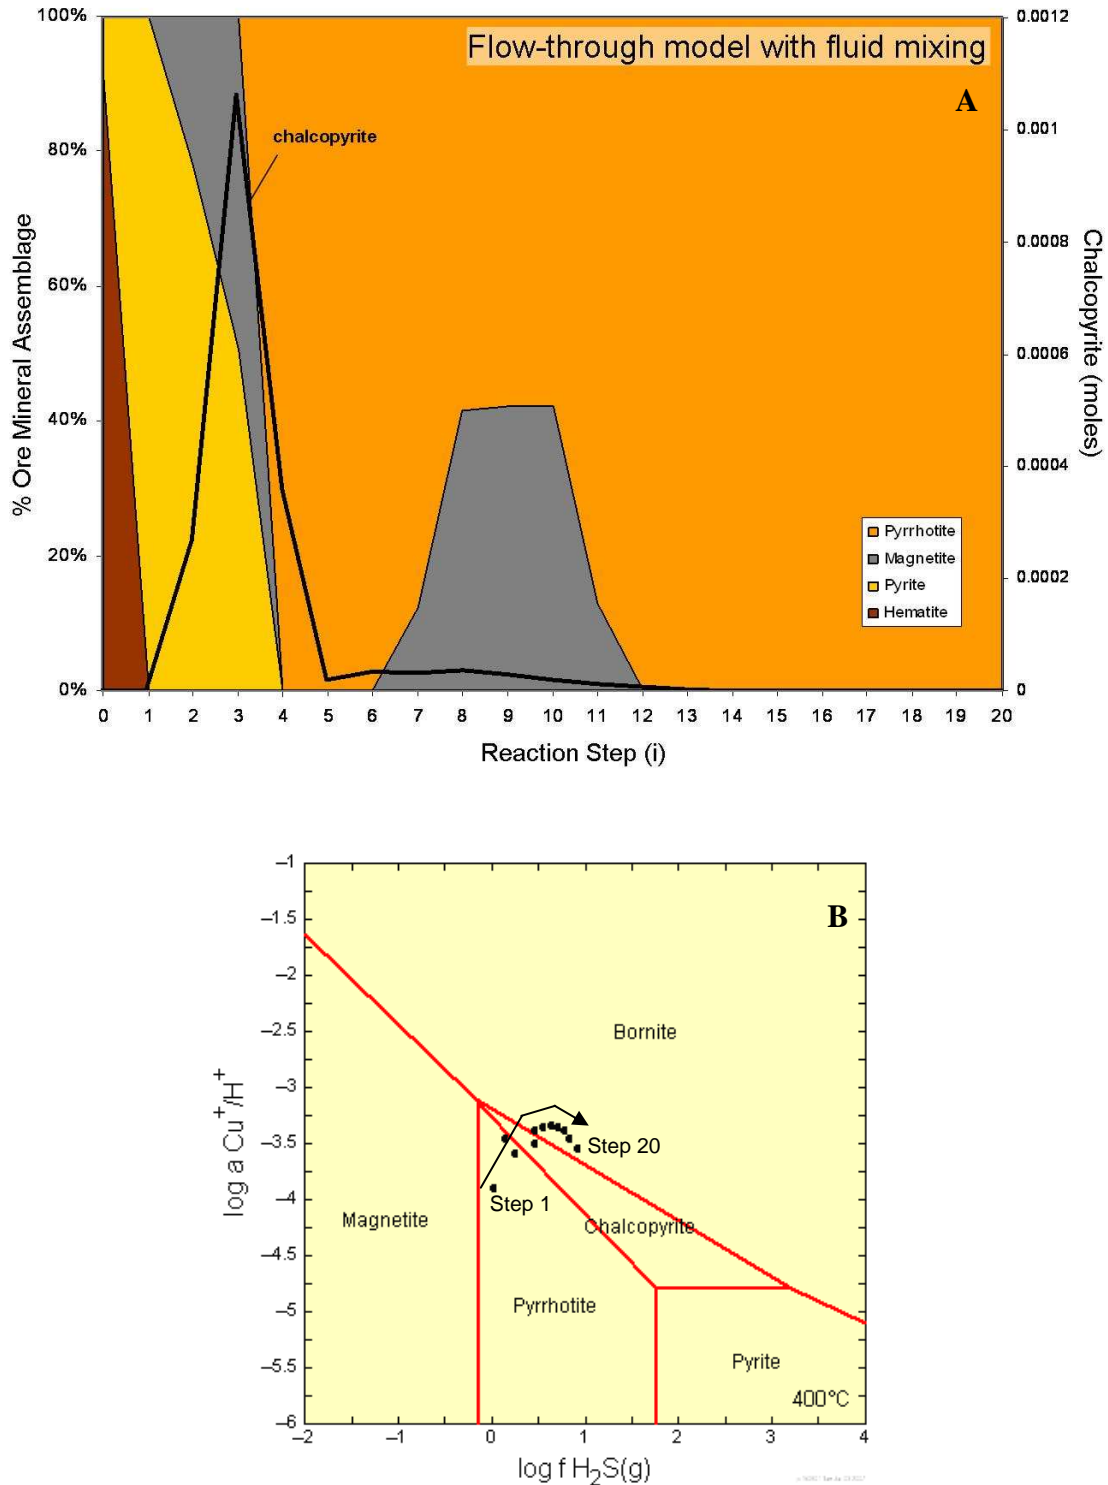 Flow-through model with fluid mixing
A
chalcopyrite
100%
80%
60%
40%
20%
0%
% Ore Mineral Assemblage
0.0012
0.001
0.0008
0.0006
0.0004
0.0002
0
Chalcopyrite (moles)
Pyrrhotite
Magnetite
Pyrite
Hematite
0 1 2 3 4 5 6 7 8 9 10 11 12 13 14 15 16 17 18 19 20
Reaction Step (i)
B
–1
–1.5
–2
–2.5
–3
–3.5
–4
–4.5
–5
–5.5
–6
log a Cu⁺/H⁺
Bornite
Step 20
Step 1
Magnetite
Chalcopyrite
Pyrrhotite
Pyrite
400°C
–2 –1 0 1 2 3 4
log f H₂S(g)